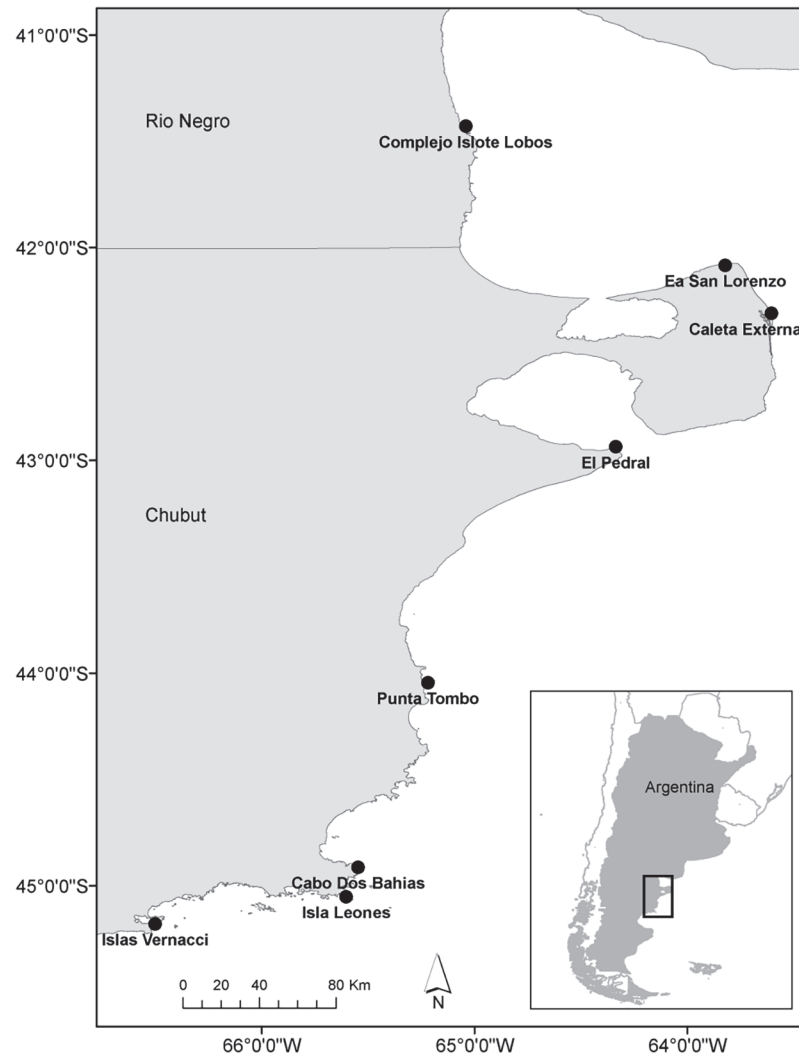 41°0'0"S
Rio Negro
Complejo Islote Lobos
42°0'0"S
Ea San Lorenzo
Caleta Externa
43°0'0"S
El Pedral
Chubut
44°0'0"S
Punta Tombo
Argentina
45°0'0"S
Cabo Dos Bahias
Isla Leones
Islas Vernacci
0 20 40 80 Km
N
66°0'0"W 65°0'0"W 64°0'0"W